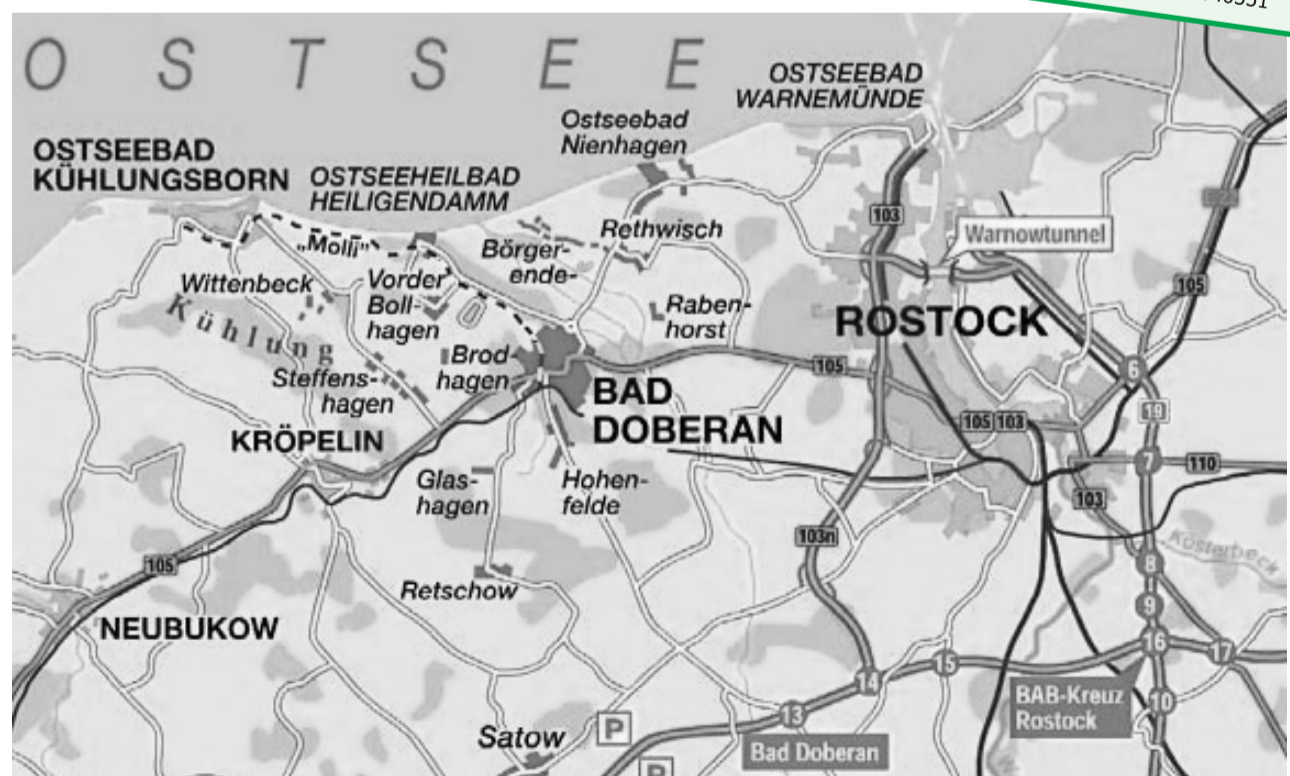 O S T S E E
OSTSEEBAD
WARNEMÜNDE
Ostseebad
Nienhagen
OSTSEEBAD
KÜHLUNGSBORN
OSTSEEHEILBAD
HEILIGENDAMM
103
Rethwisch
Warnowtunnel
„Molli"
Börger-
ende-
Wittenbeck
Vorder
Boll-
hagen
105
Raben-
horst
Kühlung
ROSTOCK
Brod
hagen
105
6
Steffens-
hagen
BAD
DOBERAN
19
105
103
KRÖPELIN
7
110
Glas-
hagen
Hohen-
felde
103
103n
Kösterbeck
105
8
Retschow
9
NEUBUKOW
16
17
15
14
BAB-Kreuz
Rostock
10
13
Satow
P
Bad Doberan
P